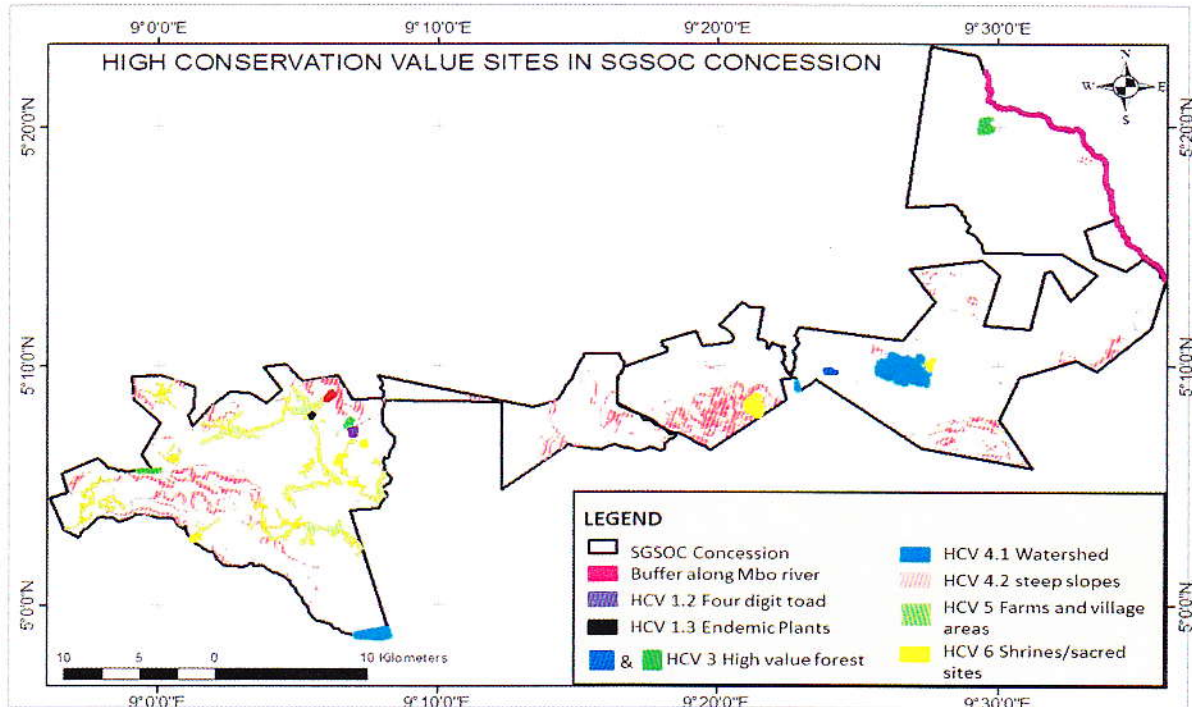 9°0'0"E 9°10'0"E 9°20'0"E 9°30'0"E
HIGH CONSERVATION VALUE SITES IN SGSOC CONCESSION
N
W E
S
5°20'0"N 5°20'0"N
5°10'0"N 5°10'0"N
5°0'0"N 5°0'0"N
LEGEND
SGSOC Concession
Buffer along Mbo river
HCV 1.2 Four digit toad
HCV 1.3 Endemic Plants
& HCV 3 High value forest
HCV 4.1 Watershed
HCV 4.2 steep slopes
HCV 5 Farms and village
areas
HCV 6 Shrines/sacred
sites
10 5 0 10 Kilometers
9°0'0"E 9°10'0"E 9°20'0"E 9°30'0"E